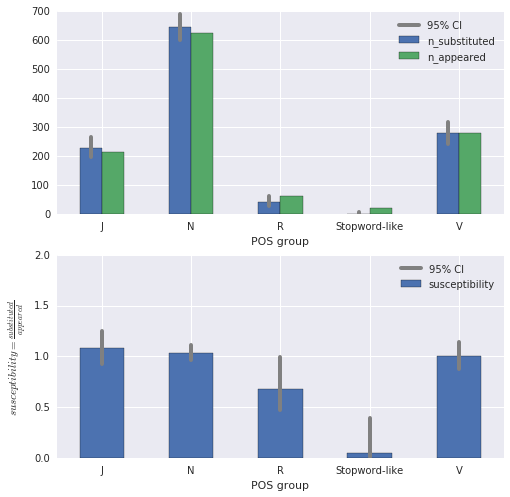 700
600
500
400
300
200
100
0
95% CI
n_substituted
n_appeared
J N R Stopword-like V
POS group
2.0
1.5
1.0
0.5
0.0
susceptibility = substituted / appeared
95% CI
susceptibility
J N R Stopword-like V
POS group